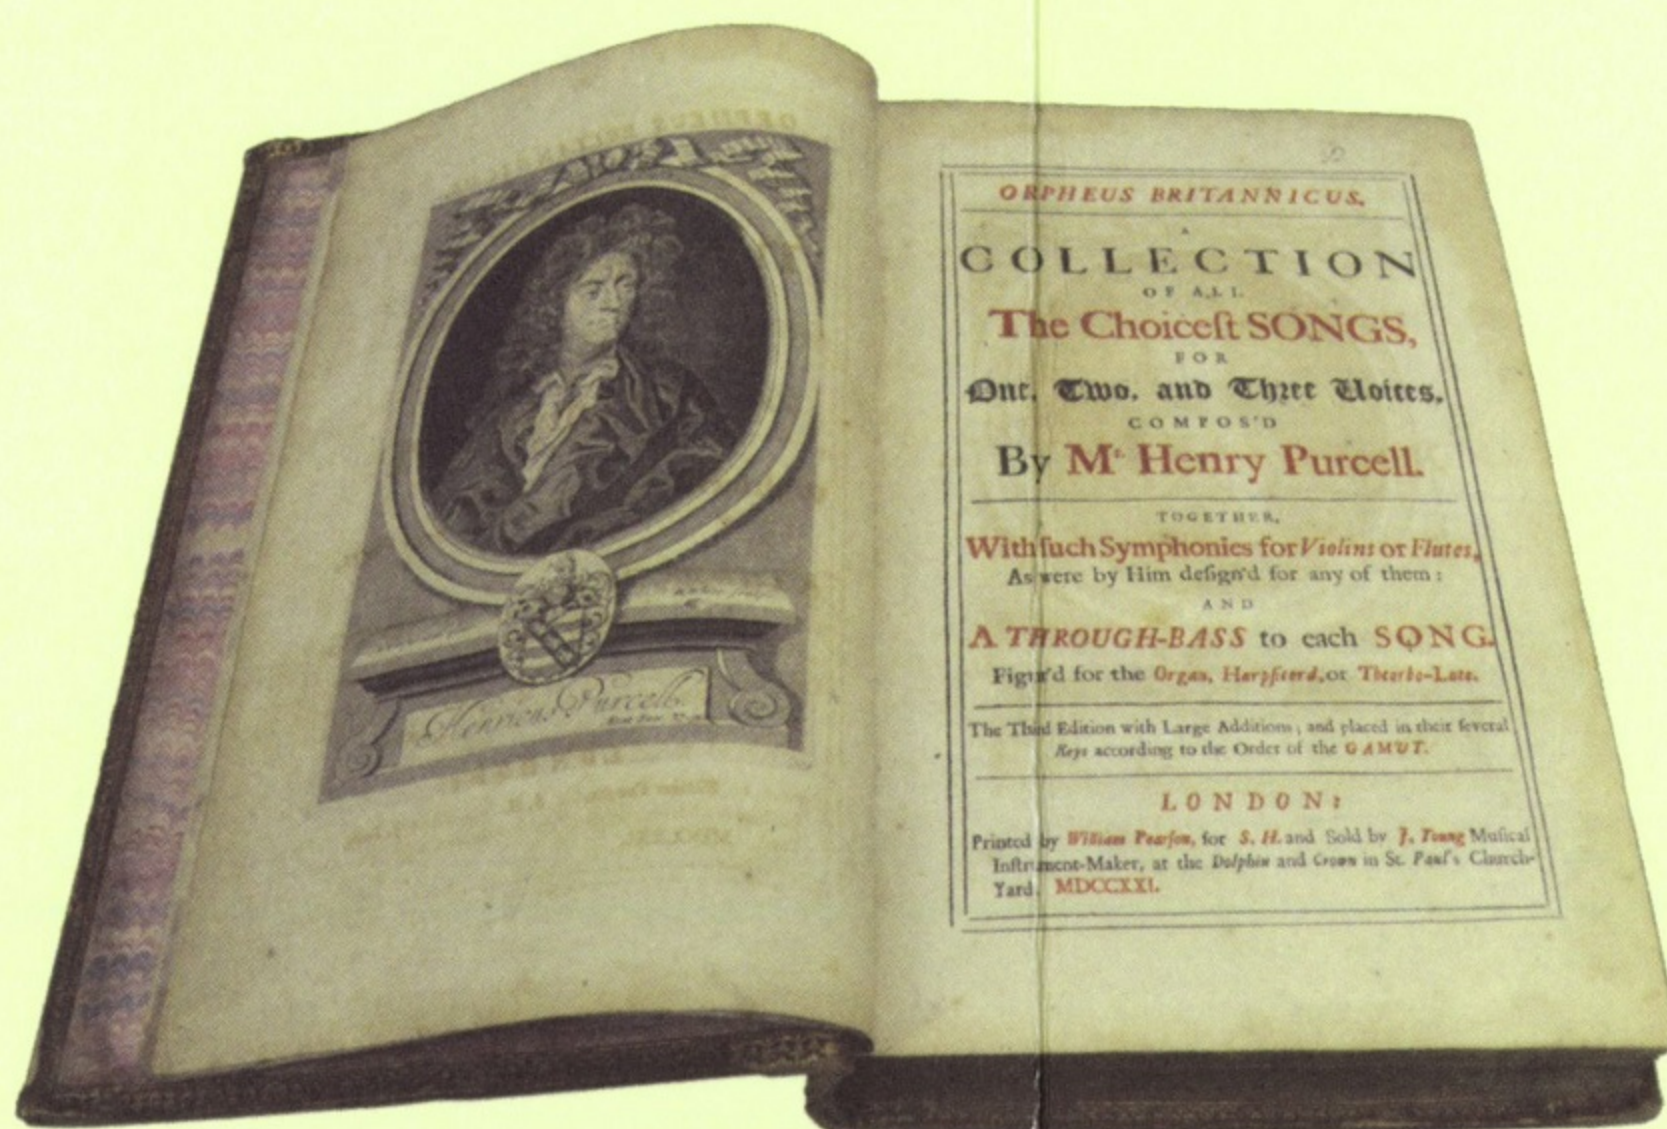 Henricus Purcell.
ORPHEUS BRITANNICUS.
A
COLLECTION
OF ALL
The Choiceſt SONGS,
FOR
One, Two, and Three Voices,
COMPOS'D
By Mr. Henry Purcell.
TOGETHER,
With ſuch Symphonies for Violins or Flutes,
As were by Him deſign'd for any of them:
AND
A THROUGH-BASS to each SONG.
Figur'd for the Organ, Harpſicord, or Theorbo-Lute.
The Third Edition with Large Additions; and placed in their ſeveral
Keys according to the Order of the GAMUT.
LONDON:
Printed by William Pearſon, for S. H. and Sold by J. Young Muſical
Inſtrument-Maker, at the Dolphin and Crown in St. Paul's Church-
Yard, MDCCXXI.